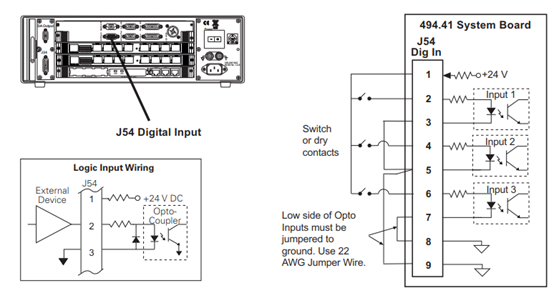 J54 Digital Input
Logic Input Wiring
External
Device
J54
1
+24 V DC
Opto-
Coupler
2
3
494.41 System Board
J54
Dig In
1
+24 V
2
Input 1
3
4
Input 2
5
6
Input 3
7
8
9
Switch
or dry
contacts
Low side of Opto
Inputs must be
jumpered to
ground. Use 22
AWG Jumper Wire.